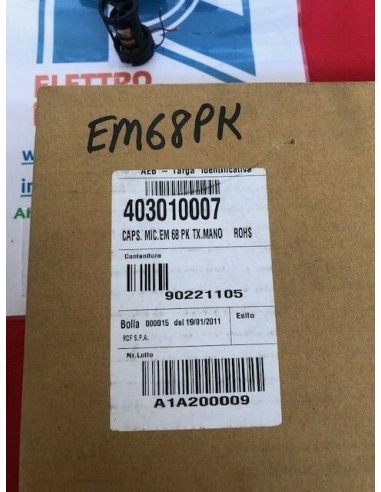 ELETTRO
w
in
EM68PK
AEB - Targa Identificativa
403010007
CAPS. MIC.EM 68 PK TX.MANO ROHS
Contenitore
90221105
Bolla 000015 del 19/01/2011 Esito
RCF S.P.A.
Nr.Lotto
A1A200009